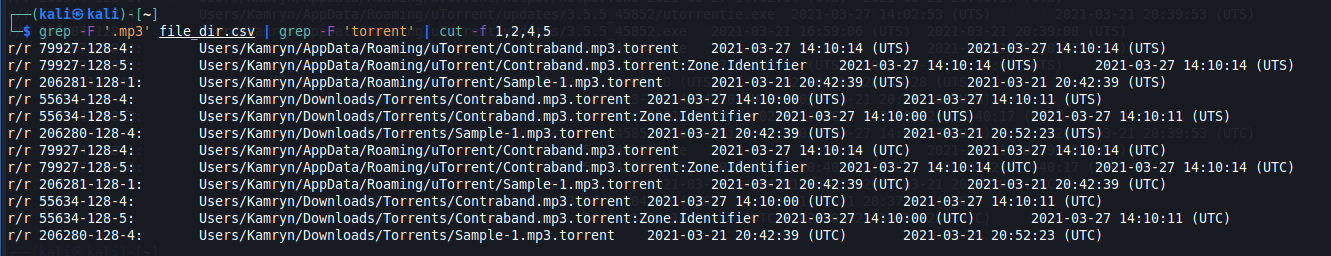 ┌──(kali㉿kali)-[~]
└─$ grep -F '.mp3' file_dir.csv | grep -F 'torrent' | cut -f 1,2,4,5
r/r 79927-128-4: Users/Kamryn/AppData/Roaming/uTorrent/Contraband.mp3.torrent 2021-03-27 14:10:14 (UTS) 2021-03-27 14:10:14 (UTS)
r/r 79927-128-5: Users/Kamryn/AppData/Roaming/uTorrent/Contraband.mp3.torrent:Zone.Identifier 2021-03-27 14:10:14 (UTS) 2021-03-27 14:10:14 (UTS)
r/r 206281-128-1: Users/Kamryn/AppData/Roaming/uTorrent/Sample-1.mp3.torrent 2021-03-21 20:42:39 (UTS) 2021-03-21 20:42:39 (UTS)
r/r 55634-128-4: Users/Kamryn/Downloads/Torrents/Contraband.mp3.torrent 2021-03-27 14:10:00 (UTS) 2021-03-27 14:10:11 (UTS)
r/r 55634-128-5: Users/Kamryn/Downloads/Torrents/Contraband.mp3.torrent:Zone.Identifier 2021-03-27 14:10:00 (UTS) 2021-03-27 14:10:11 (UTS)
r/r 206280-128-4: Users/Kamryn/Downloads/Torrents/Sample-1.mp3.torrent 2021-03-21 20:42:39 (UTS) 2021-03-21 20:52:23 (UTS)
r/r 79927-128-4: Users/Kamryn/AppData/Roaming/uTorrent/Contraband.mp3.torrent 2021-03-27 14:10:14 (UTC) 2021-03-27 14:10:14 (UTC)
r/r 79927-128-5: Users/Kamryn/AppData/Roaming/uTorrent/Contraband.mp3.torrent:Zone.Identifier 2021-03-27 14:10:14 (UTC) 2021-03-27 14:10:14 (UTC)
r/r 206281-128-1: Users/Kamryn/AppData/Roaming/uTorrent/Sample-1.mp3.torrent 2021-03-21 20:42:39 (UTC) 2021-03-21 20:42:39 (UTC)
r/r 55634-128-4: Users/Kamryn/Downloads/Torrents/Contraband.mp3.torrent 2021-03-27 14:10:00 (UTC) 2021-03-27 14:10:11 (UTC)
r/r 55634-128-5: Users/Kamryn/Downloads/Torrents/Contraband.mp3.torrent:Zone.Identifier 2021-03-27 14:10:00 (UTC) 2021-03-27 14:10:11 (UTC)
r/r 206280-128-4: Users/Kamryn/Downloads/Torrents/Sample-1.mp3.torrent 2021-03-21 20:42:39 (UTC) 2021-03-21 20:52:23 (UTC)